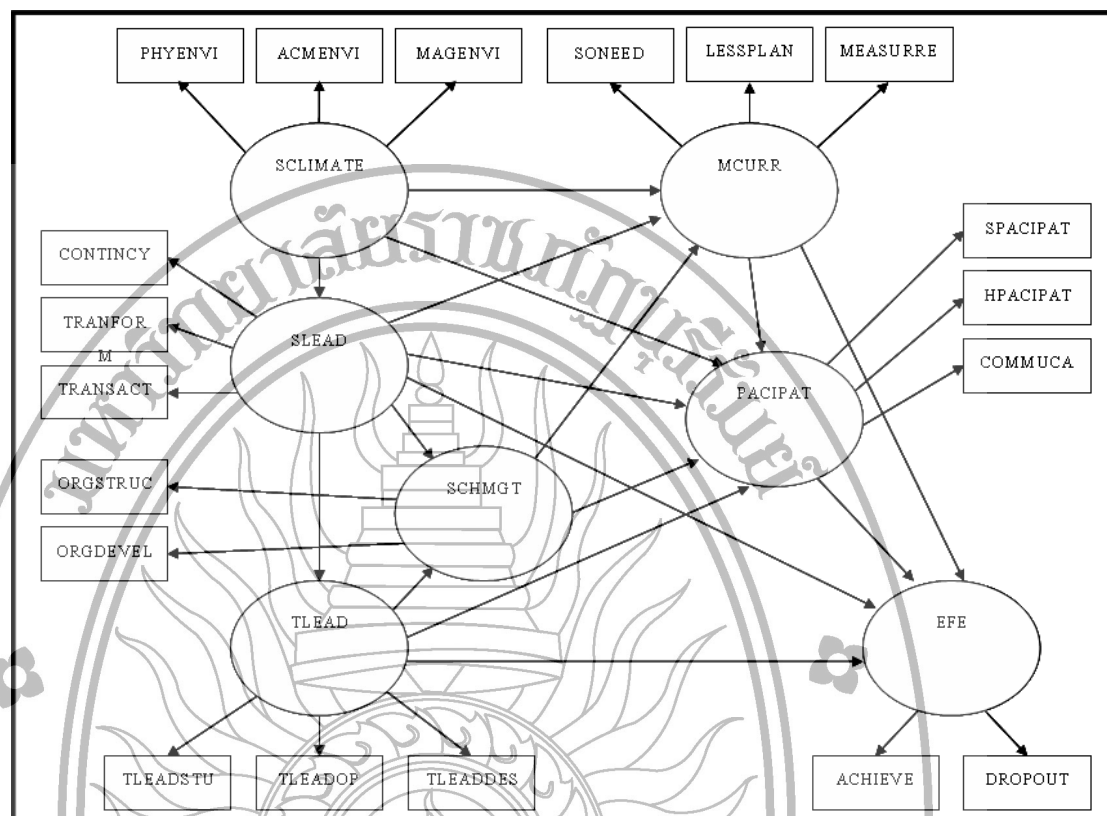 PHYENVI
ACMENVI
MAGENVI
SONEED
LESSPLAN
MEASURRE
SCLIMATE
MCURR
CONTINCY
SPACIPAT
HPACIPAT
COMMUCA
TRANFOR
M
TRANSACT
SLEAD
PACIPAT
ORGSTRUC
ORGDEVEL
SCHMGT
TLEAD
EFE
TLEADSTU
TLEADOP
TLEADDES
ACHIEVE
DROPOUT